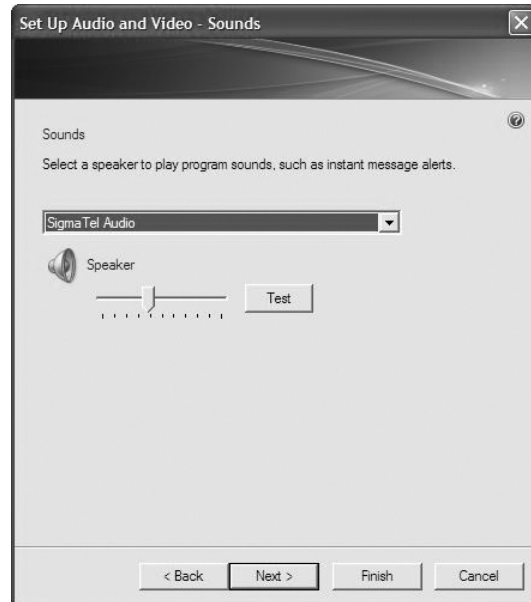 Set Up Audio and Video - Sounds
Sounds
Select a speaker to play program sounds, such as instant message alerts.
SigmaTel Audio
Speaker
Test
< Back
Next >
Finish
Cancel